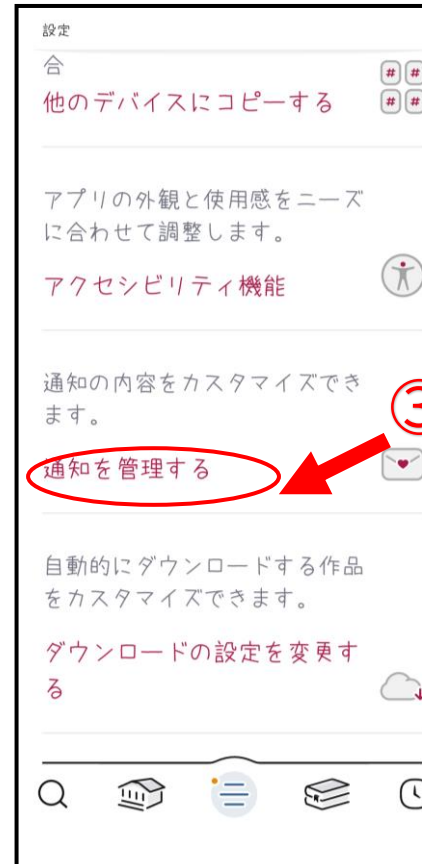 設定
合
他のデバイスにコピーする
# #
# #
アプリの外観と使用感をニーズ
に合わせて調整します。
アクセシビリティ機能
通知の内容をカスタマイズでき
ます。
③
通知を管理する
自動的にダウンロードする作品
をカスタマイズできます。
ダウンロードの設定を変更す
る